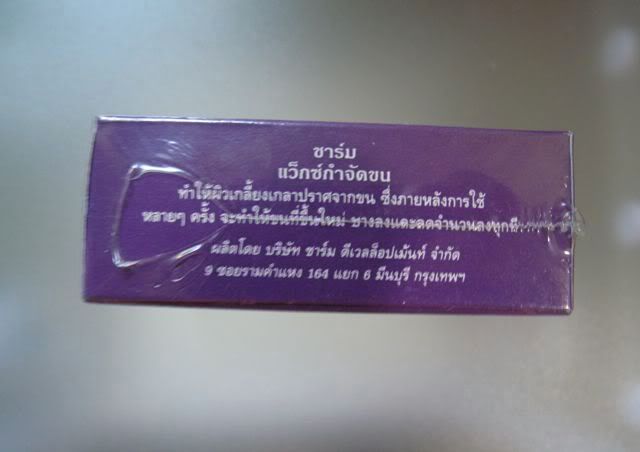 ชาร์ม
แว็กซ์กำจัดขน
ทำให้ผิวเกลี้ยงเกลาปราศจากขน ซึ่งภายหลังการใช้
หลายๆ ครั้ง จะทำให้ขนที่ขึ้นใหม่ บางลงและลดจำนวนลงทุกที
ผลิตโดย บริษัท ชาร์ม ดีเวลล็อปเม้นท์ จำกัด
9 ซอยรามคำแหง 164 แยก 6 มีนบุรี กรุงเทพฯ